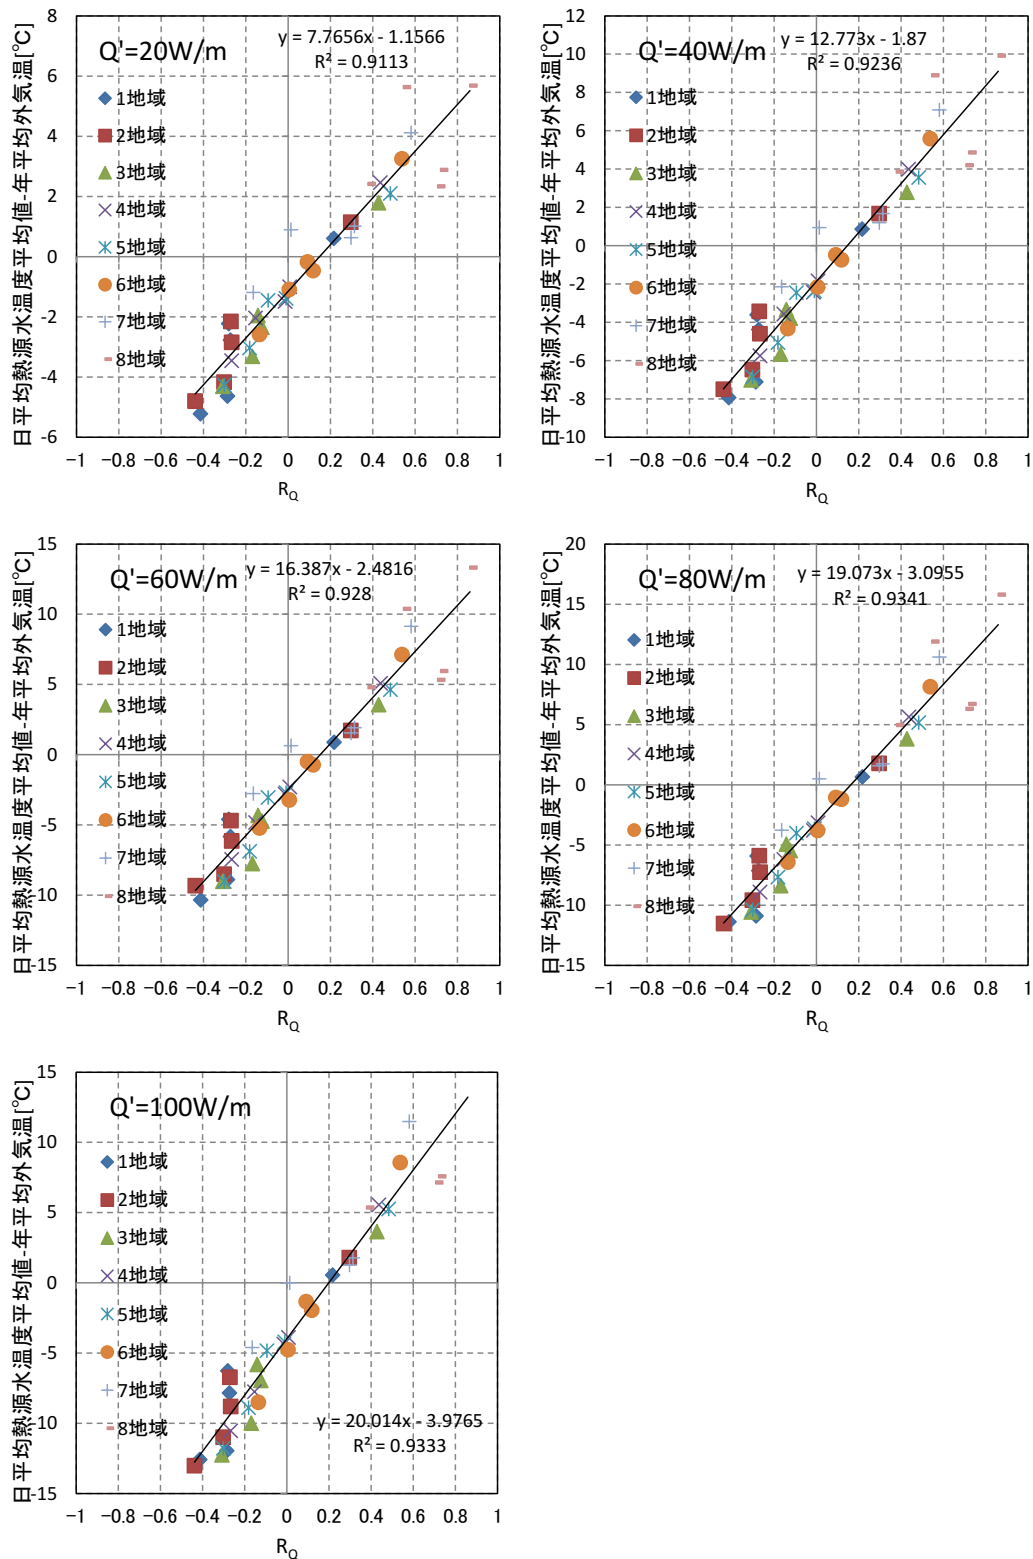 日平均熱源水温度平均値-年平均外気温[℃]
Q'=20W/m
y = 7.7656x - 1.1566
R² = 0.9113
8
6
4
2
0
-2
-4
-6
1地域
2地域
3地域
4地域
5地域
6地域
7地域
8地域
-1 -0.8 -0.6 -0.4 -0.2 0 0.2 0.4 0.6 0.8 1
R_Q
日平均熱源水温度平均値-年平均外気温[℃]
Q'=40W/m
y = 12.773x - 1.87
R² = 0.9236
12
10
8
6
4
2
0
-2
-4
-6
-8
-10
1地域
2地域
3地域
4地域
5地域
6地域
7地域
8地域
-1 -0.8 -0.6 -0.4 -0.2 0 0.2 0.4 0.6 0.8 1
R_Q
日平均熱源水温度平均値-年平均外気温[℃]
Q'=60W/m
y = 16.387x - 2.4816
R² = 0.928
15
10
5
0
-5
-10
-15
1地域
2地域
3地域
4地域
5地域
6地域
7地域
8地域
-1 -0.8 -0.6 -0.4 -0.2 0 0.2 0.4 0.6 0.8 1
R_Q
日平均熱源水温度平均値-年平均外気温[℃]
Q'=80W/m
y = 19.073x - 3.0955
R² = 0.9341
20
15
10
5
0
-5
-10
-15
1地域
2地域
3地域
4地域
5地域
6地域
7地域
8地域
-1 -0.8 -0.6 -0.4 -0.2 0 0.2 0.4 0.6 0.8 1
R_Q
日平均熱源水温度平均値-年平均外気温[℃]
Q'=100W/m
15
10
5
0
-5
-10
-15
1地域
2地域
3地域
4地域
5地域
6地域
7地域
8地域
y = 20.014x - 3.9765
R² = 0.9333
-1 -0.8 -0.6 -0.4 -0.2 0 0.2 0.4 0.6 0.8 1
R_Q